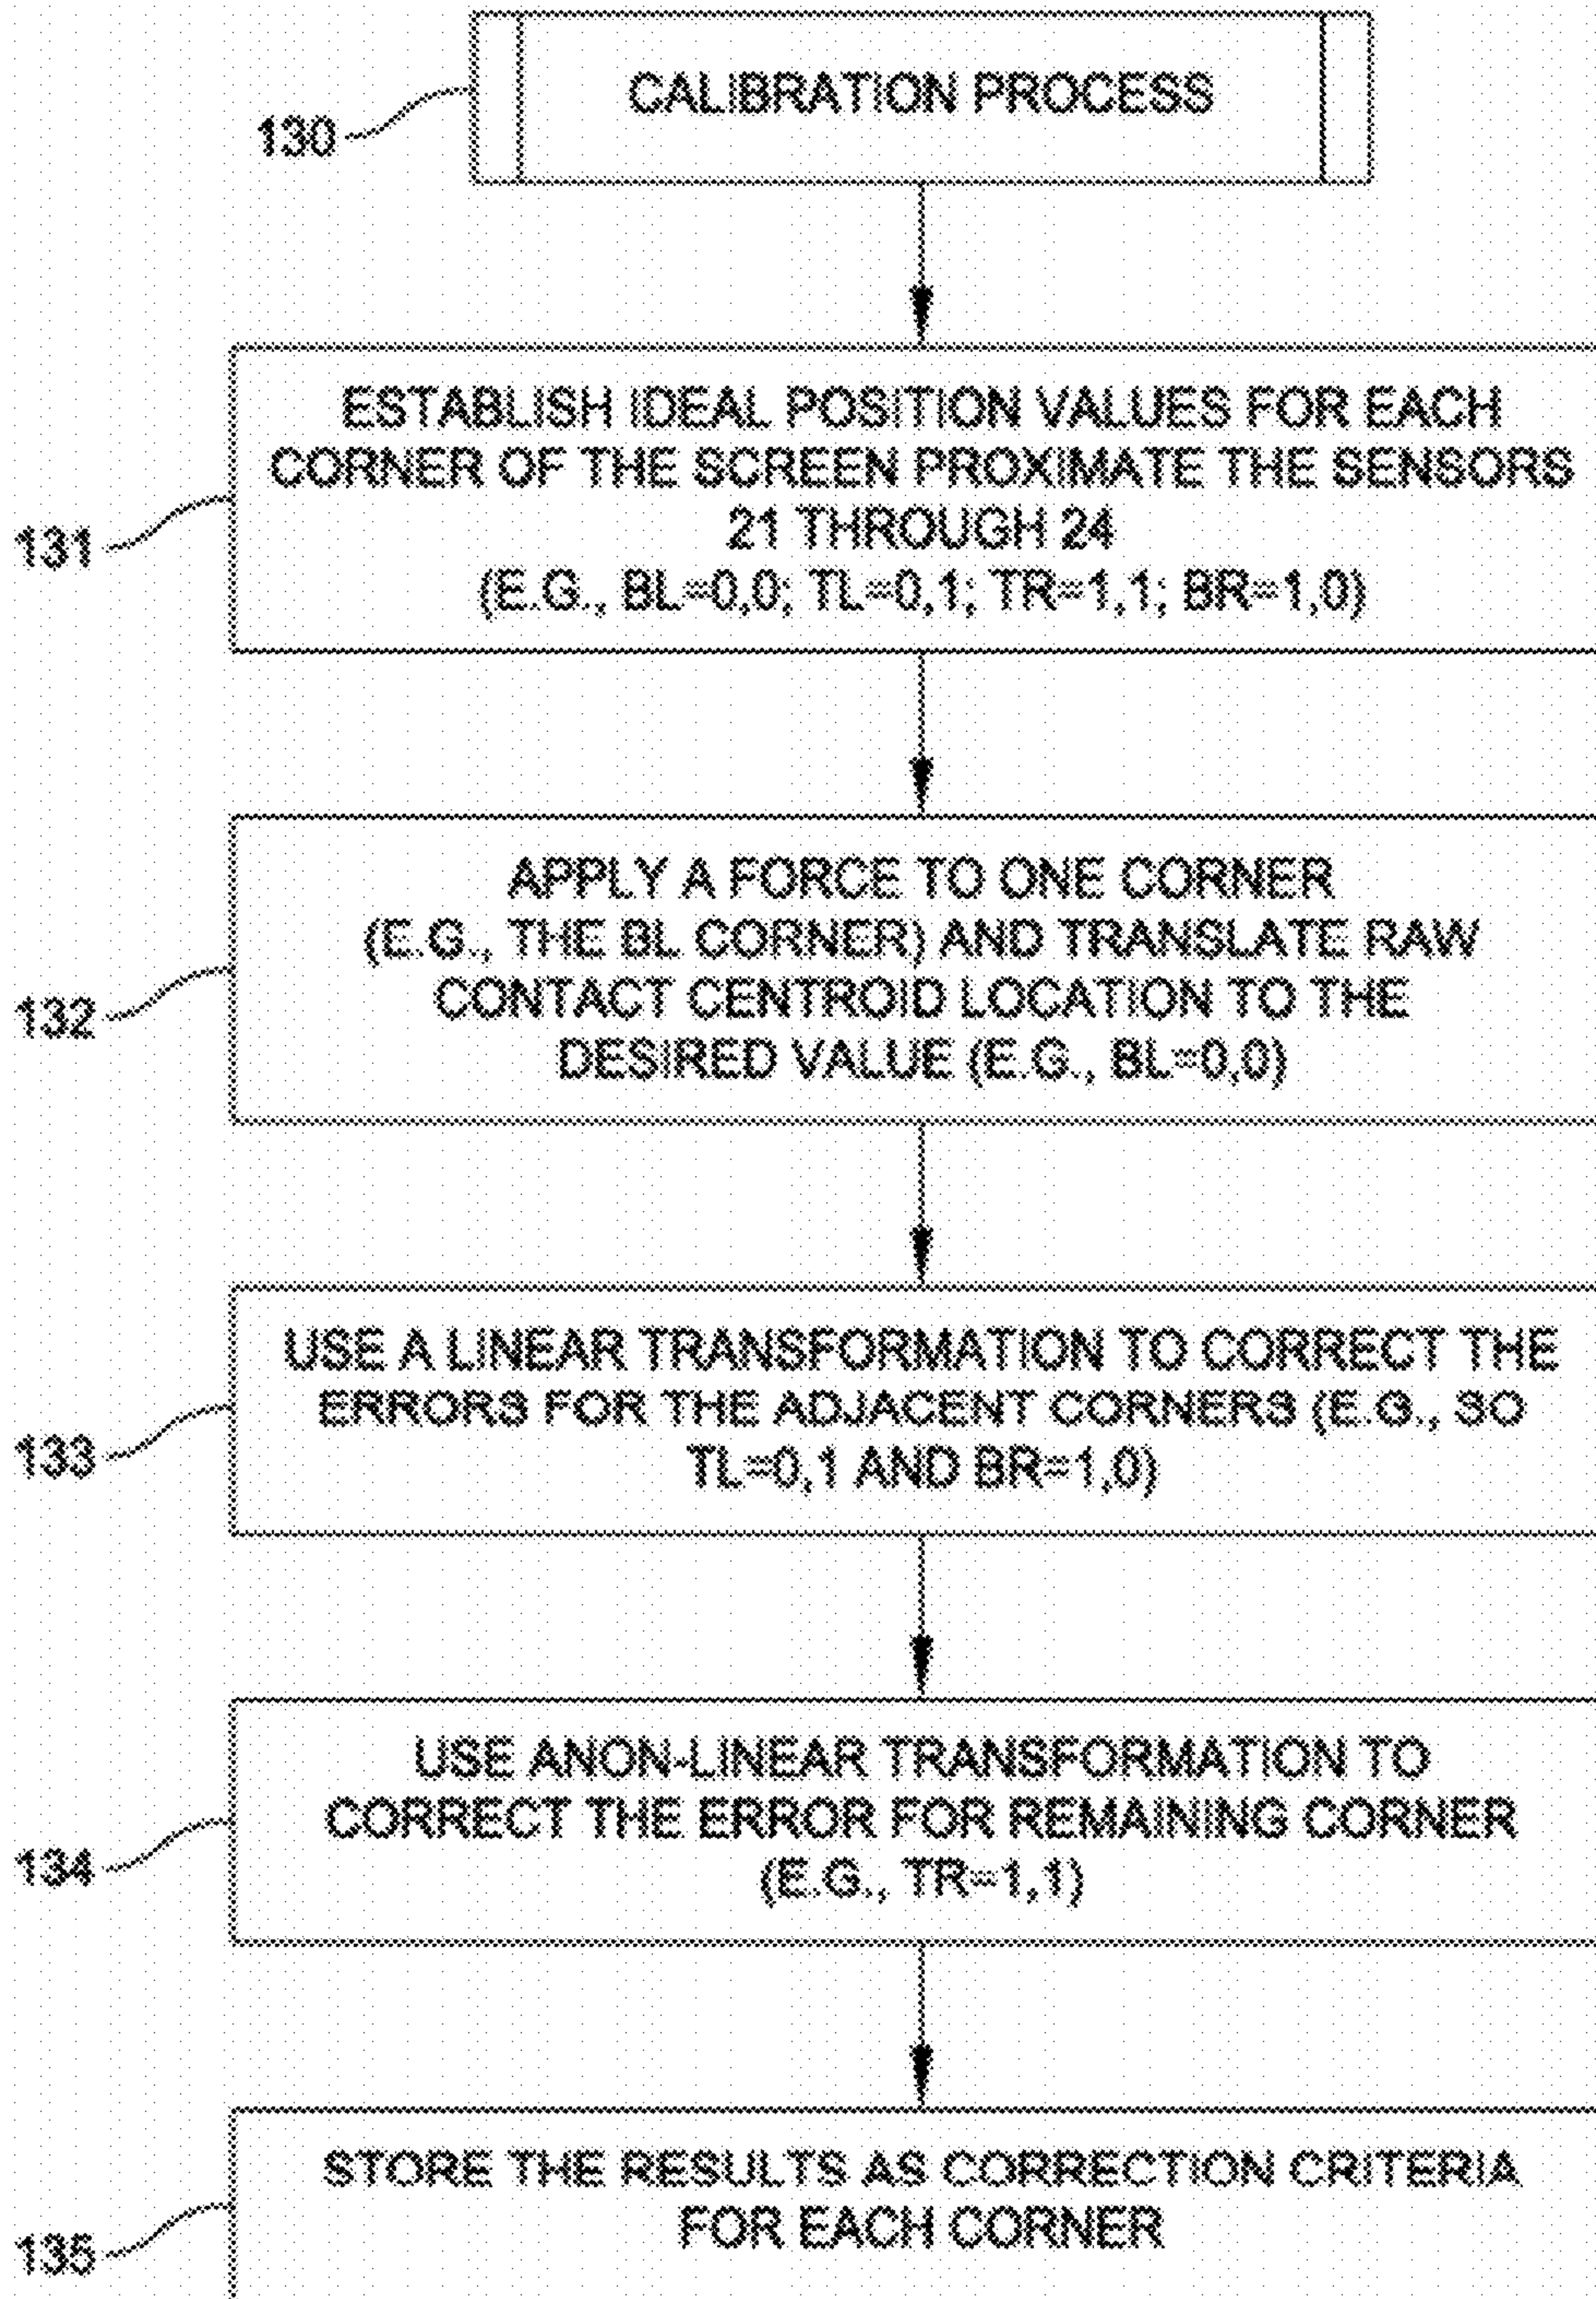 CALIBRATION PROCESS
130
ESTABLISH IDEAL POSITION VALUES FOR EACH
CORNER OF THE SCREEN PROXIMATE THE SENSORS
21 THROUGH 24
(E.G., BL=0,0; TL=0,1; TR=1,1; BR=1,0)
131
APPLY A FORCE TO ONE CORNER
(E.G., THE BL CORNER) AND TRANSLATE RAW
CONTACT CENTROID LOCATION TO THE
DESIRED VALUE (E.G., BL=0,0)
132
USE A LINEAR TRANSFORMATION TO CORRECT THE
ERRORS FOR THE ADJACENT CORNERS (E.G., SO
TL=0,1 AND BR=1,0)
133
USE ANON-LINEAR TRANSFORMATION TO
CORRECT THE ERROR FOR REMAINING CORNER
(E.G., TR=1,1)
134
STORE THE RESULTS AS CORRECTION CRITERIA
FOR EACH CORNER
135